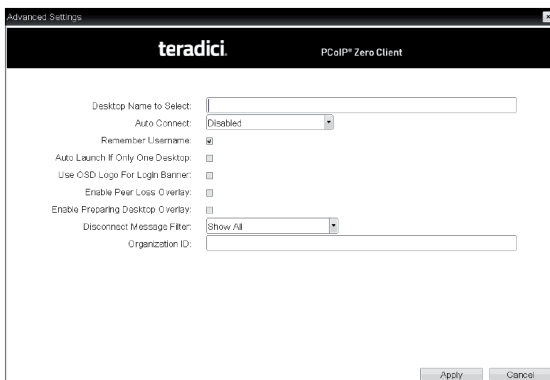 Advanced Settings
teradici.
PCoIP® Zero Client
Desktop Name to Select:
Auto Connect: Disabled
Remember Username:
Auto Launch If Only One Desktop:
Use OSD Logo For Login Banner:
Enable Peer Loss Overlay:
Enable Preparing Desktop Overlay:
Disconnect Message Filter: Show All
Organization ID:
Apply Cancel